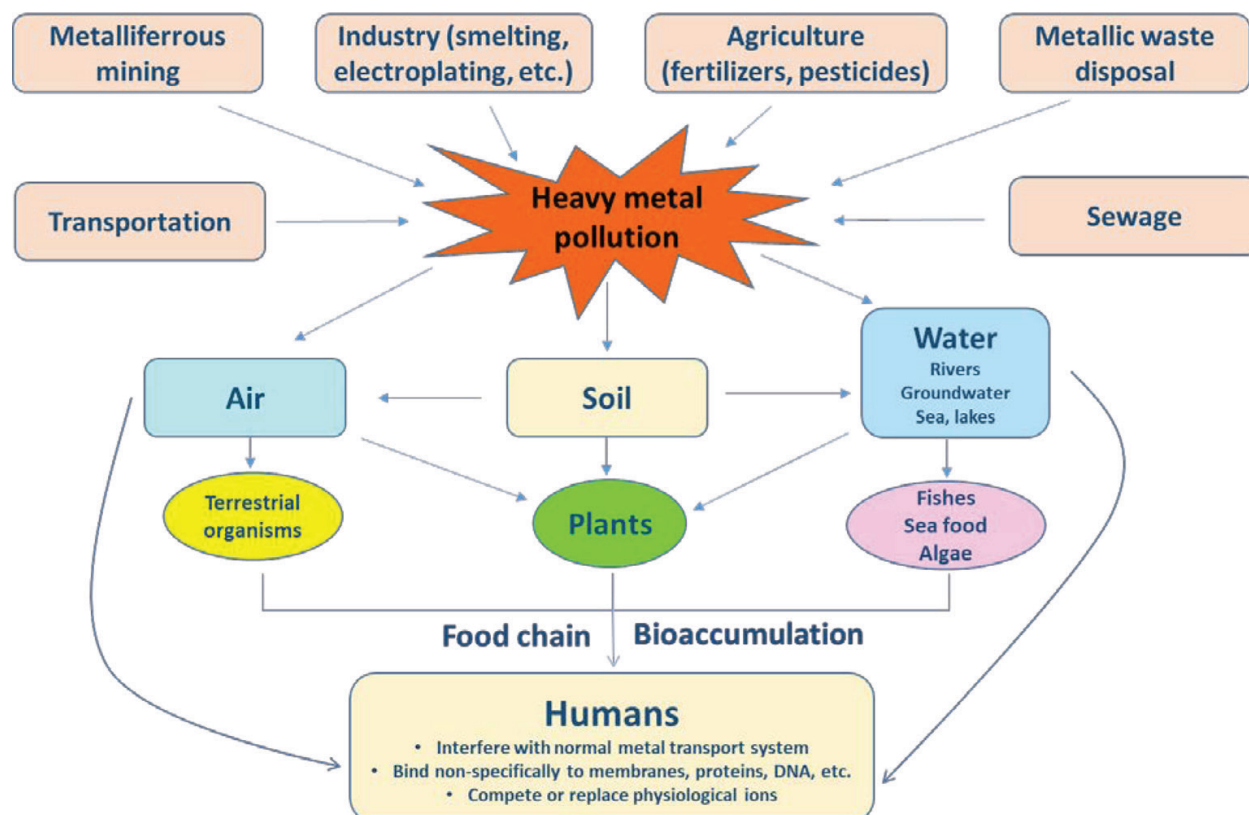 Metalliferrous
mining
Industry (smelting,
electroplating, etc.)
Agriculture
(fertilizers, pesticides)
Metallic waste
disposal
Transportation
Heavy metal
pollution
Sewage
Air
Soil
Water
Rivers
Groundwater
Sea, lakes
Terrestrial
organisms
Plants
Fishes
Sea food
Algae
Food chain
Bioaccumulation
Humans
• Interfere with normal metal transport system
• Bind non-specifically to membranes, proteins, DNA, etc.
• Compete or replace physiological ions